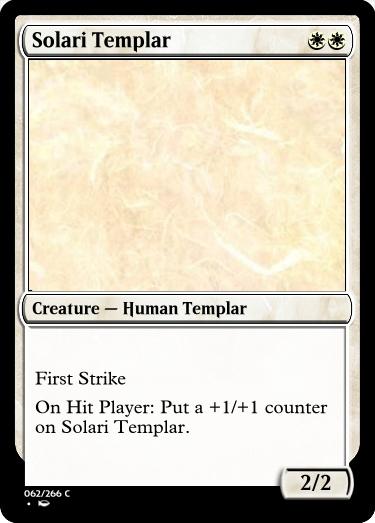 Solari Templar
Creature — Human Templar
First Strike
On Hit Player: Put a +1/+1 counter
on Solari Templar.
2/2
062/266 C